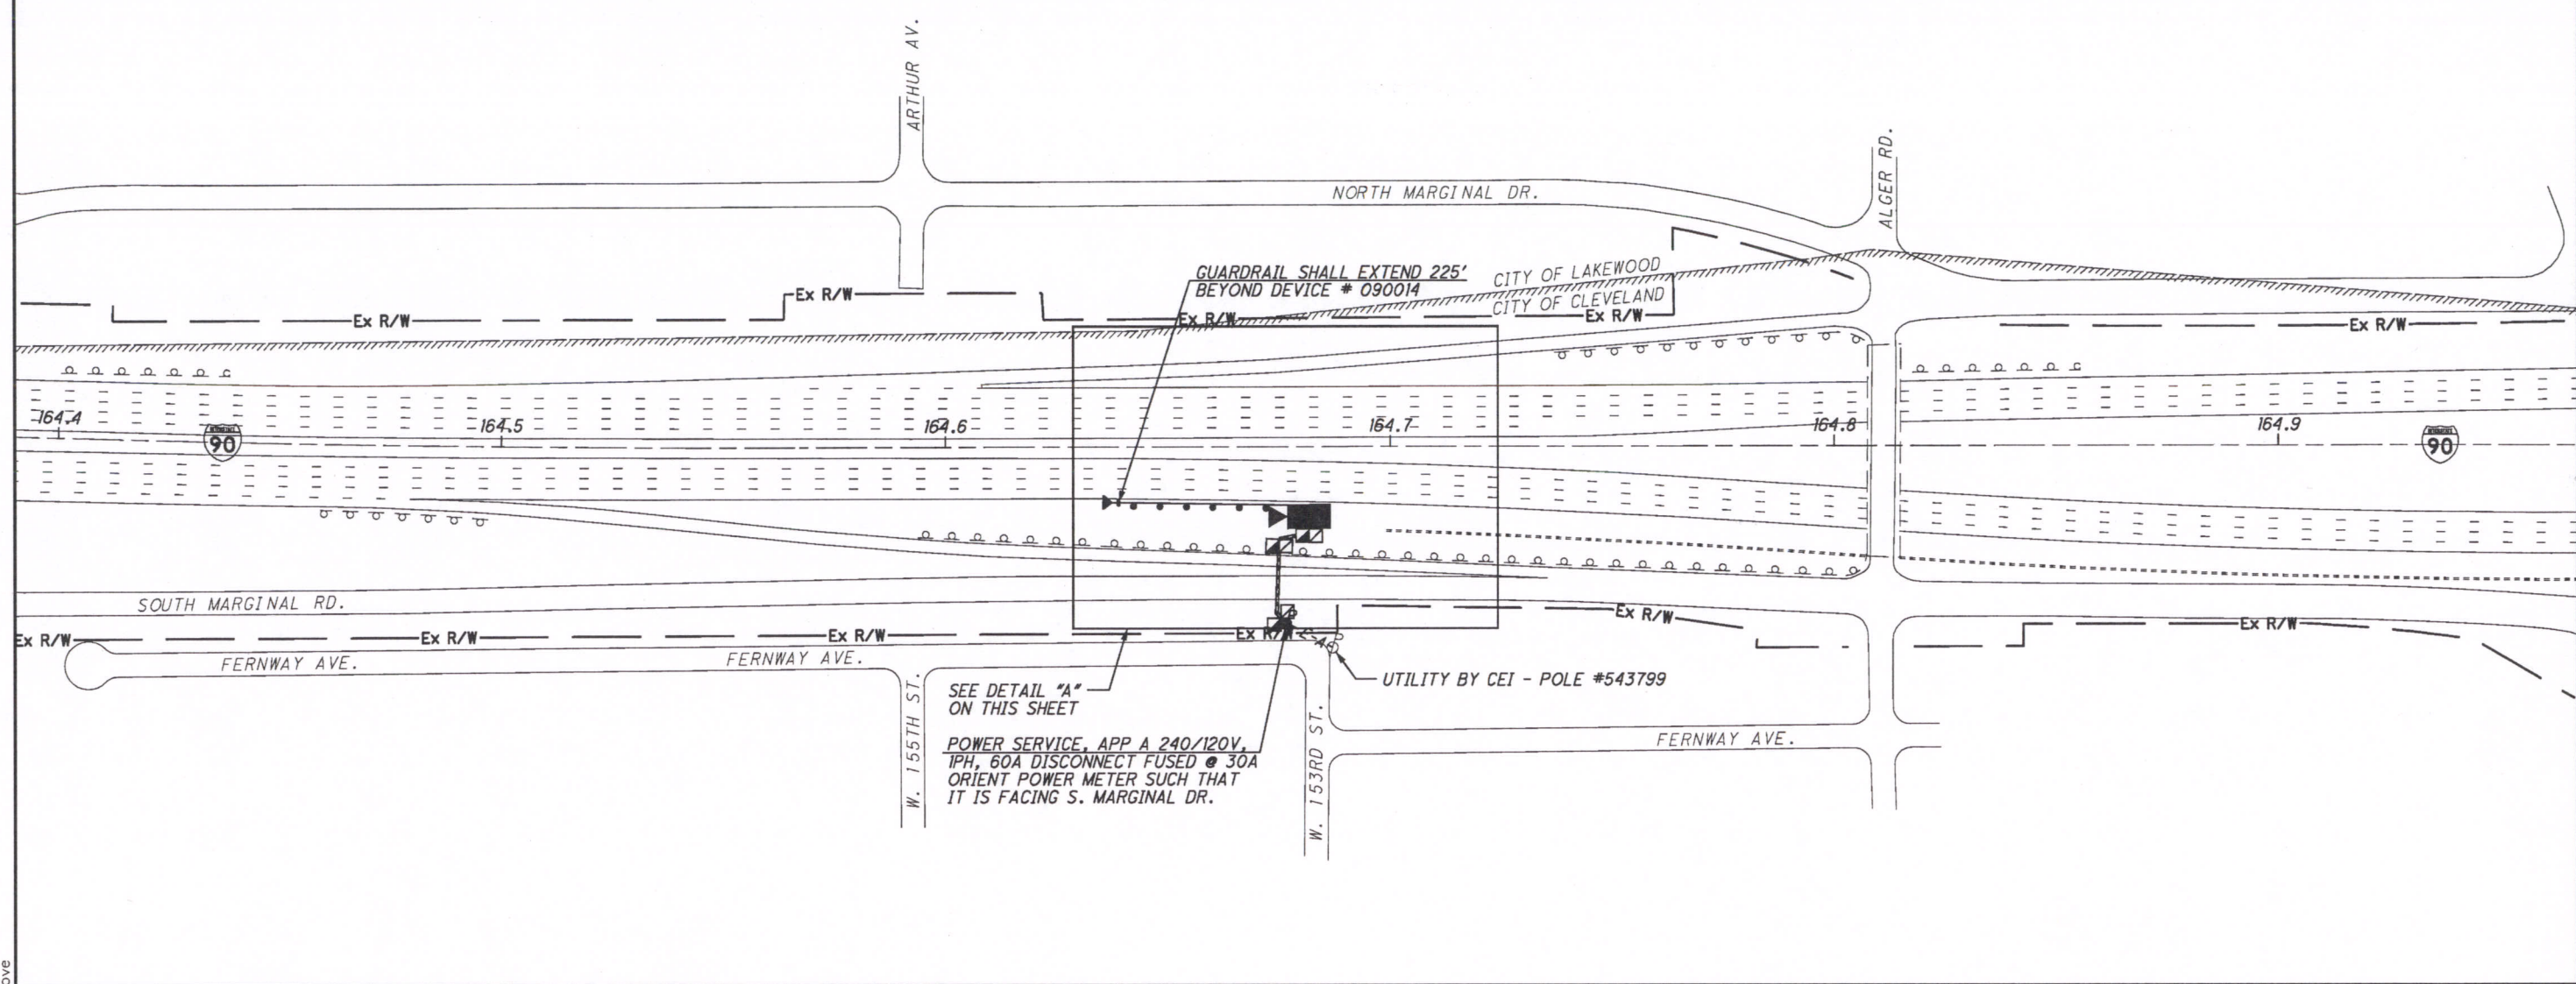 ARTHUR AV.
NORTH MARGINAL DR.
ALGER RD.
GUARDRAIL SHALL EXTEND 225'
BEYOND DEVICE # 090014
CITY OF LAKEWOOD
CITY OF CLEVELAND
Ex R/W
Ex R/W
Ex R/W
Ex R/W
Ex R/W
164.4
164.5
164.6
164.7
164.8
164.9
90
90
SOUTH MARGINAL RD.
Ex R/W
Ex R/W
Ex R/W
Ex R/W
Ex R/W
Ex R/W
FERNWAY AVE.
FERNWAY AVE.
SEE DETAIL "A"
ON THIS SHEET
UTILITY BY CEI - POLE #543799
W. 155TH ST.
POWER SERVICE, APP A 240/120V,
1PH, 60A DISCONNECT FUSED @ 30A
ORIENT POWER METER SUCH THAT
IT IS FACING S. MARGINAL DR.
W. 153RD ST.
FERNWAY AVE.
ove